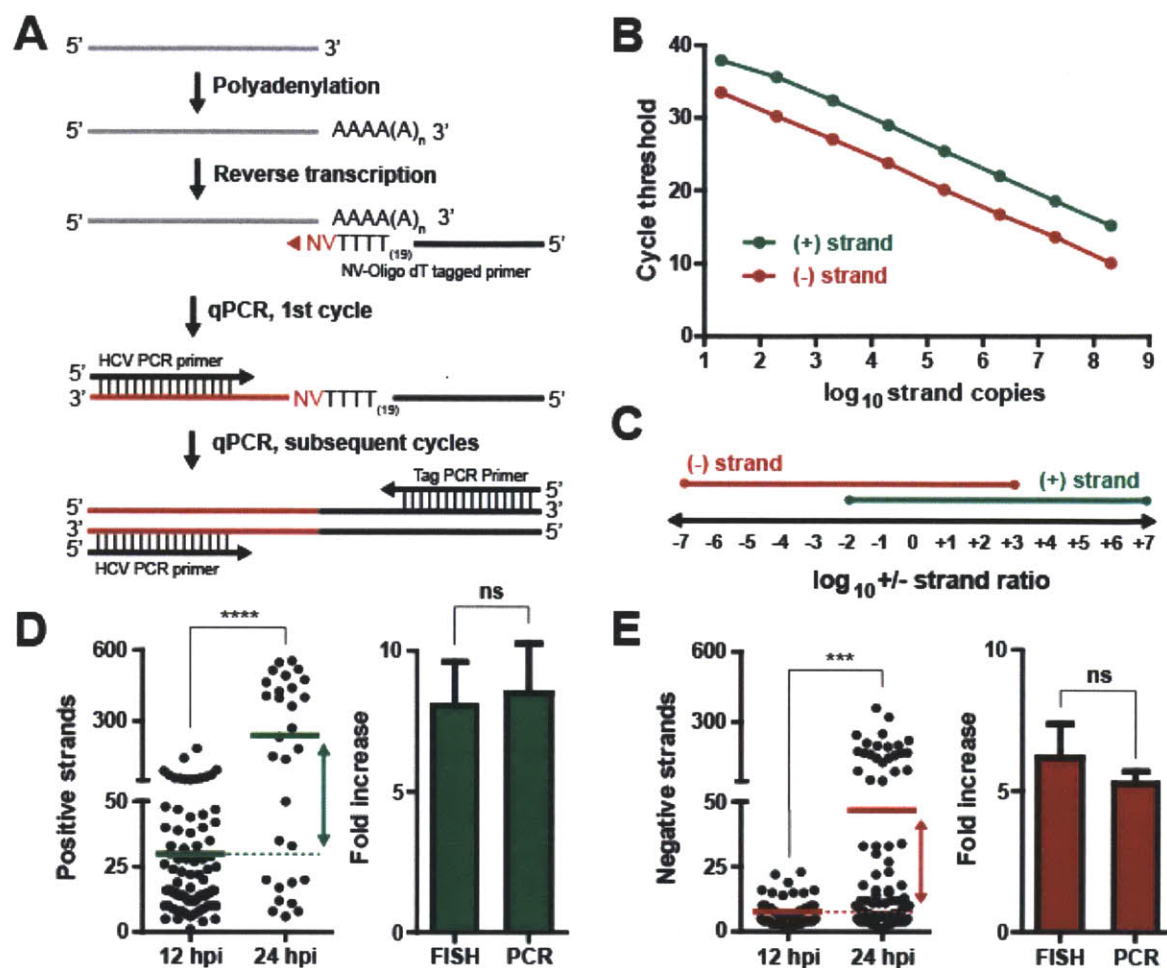 A
5' 3'
Polyadenylation
5' AAAA(A)n 3'
Reverse transcription
5' AAAA(A)n 3'
NVTTTT(19) 5'
NV-Oligo dT tagged primer
qPCR, 1st cycle
HCV PCR primer
5'
3' NVTTTT(19) 5'
qPCR, subsequent cycles
Tag PCR Primer
5'
5' 3'
3' 5'
5'
HCV PCR primer
B
Cycle threshold
40
30
20
10
0
(+) strand
(-) strand
1 2 3 4 5 6 7 8 9
log10 strand copies
C
(-) strand
(+) strand
-7 -6 -5 -4 -3 -2 -1 0 +1 +2 +3 +4 +5 +6 +7
log10 +/- strand ratio
D
Positive strands
600
300
50
25
0
****
12 hpi 24 hpi
Fold increase
10
5
0
ns
FISH PCR
E
Negative strands
600
300
50
25
0
***
12 hpi 24 hpi
Fold increase
10
5
0
ns
FISH PCR